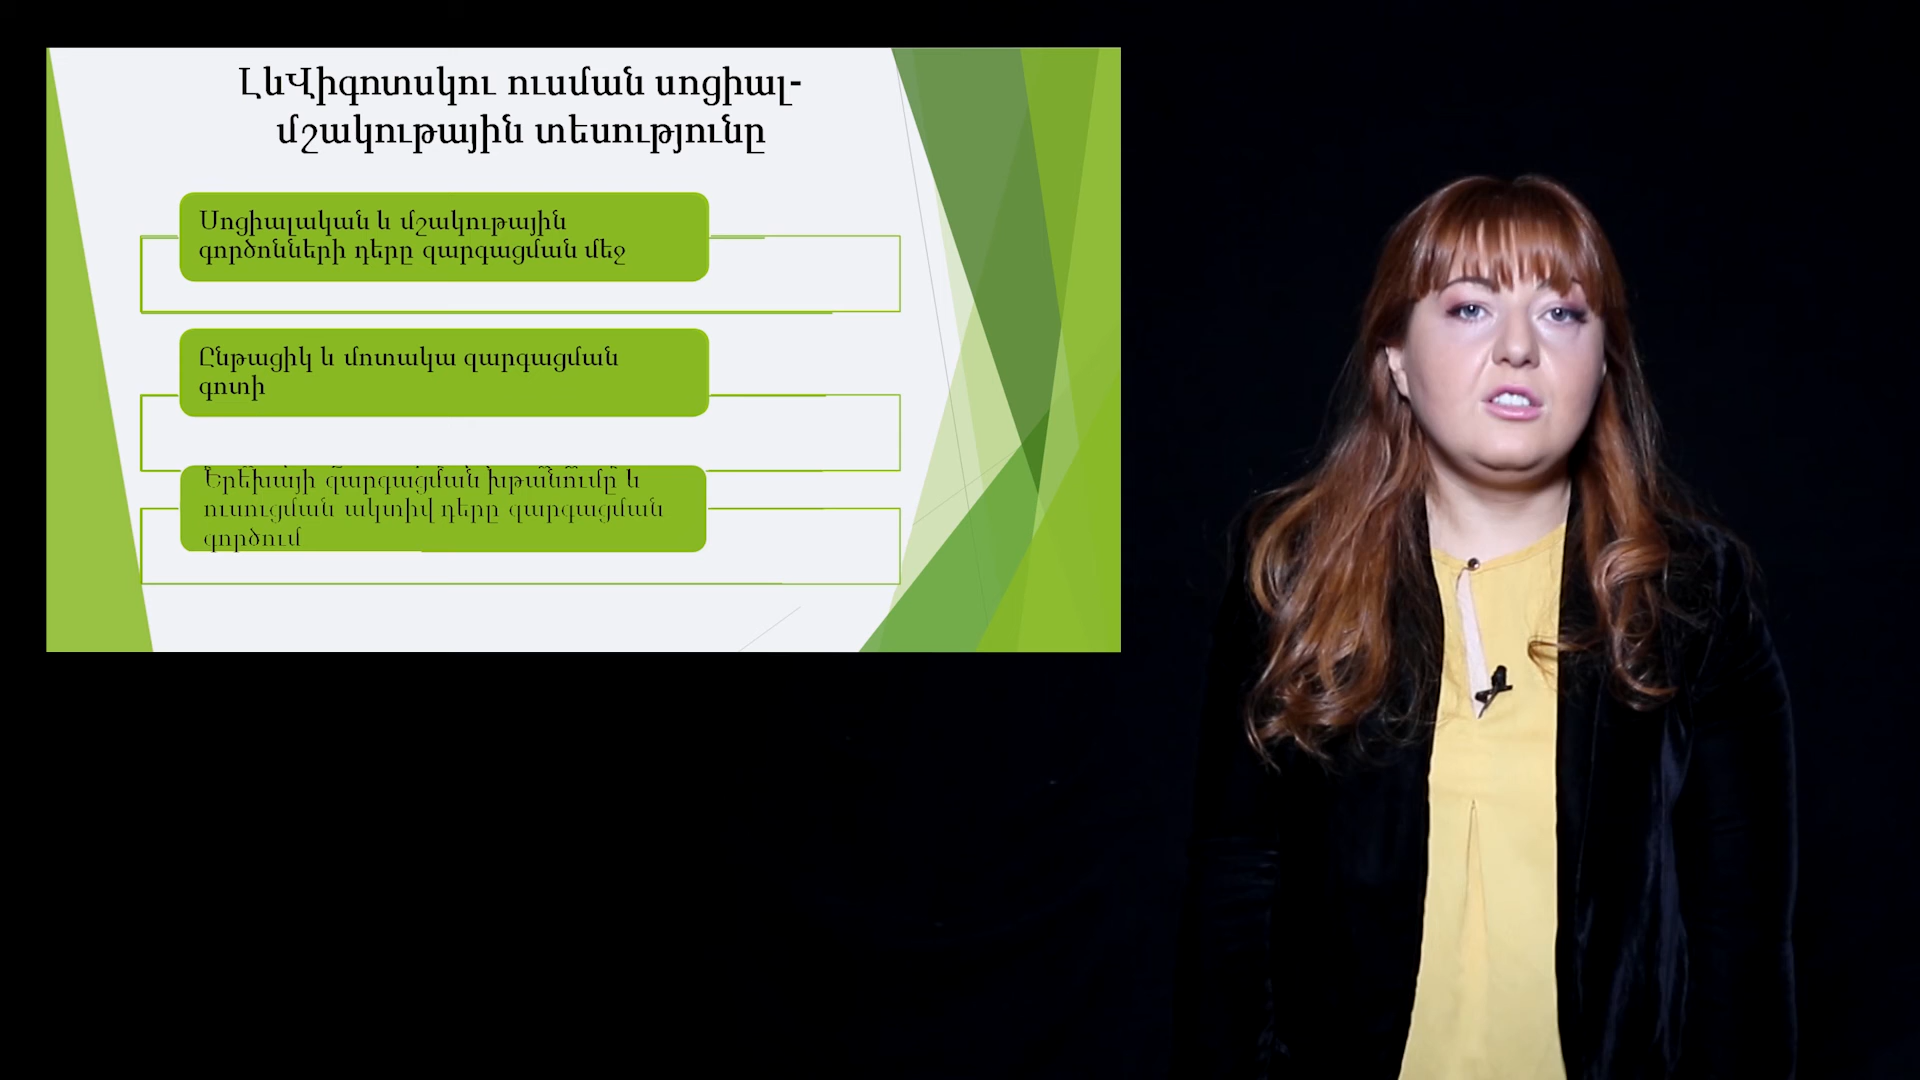 ԼևՎիգոտսկու ուսման սոցիալ-
մշակութային տեսությունը
Սոցիալական և մշակութային
գործոնների դերը զարգացման մեջ
Ընթացիկ և մոտակա զարգացման
գոտի
Երեխայի զարգացման խթանումը և
ուսուցման ակտիվ դերը զարգացման
գործում